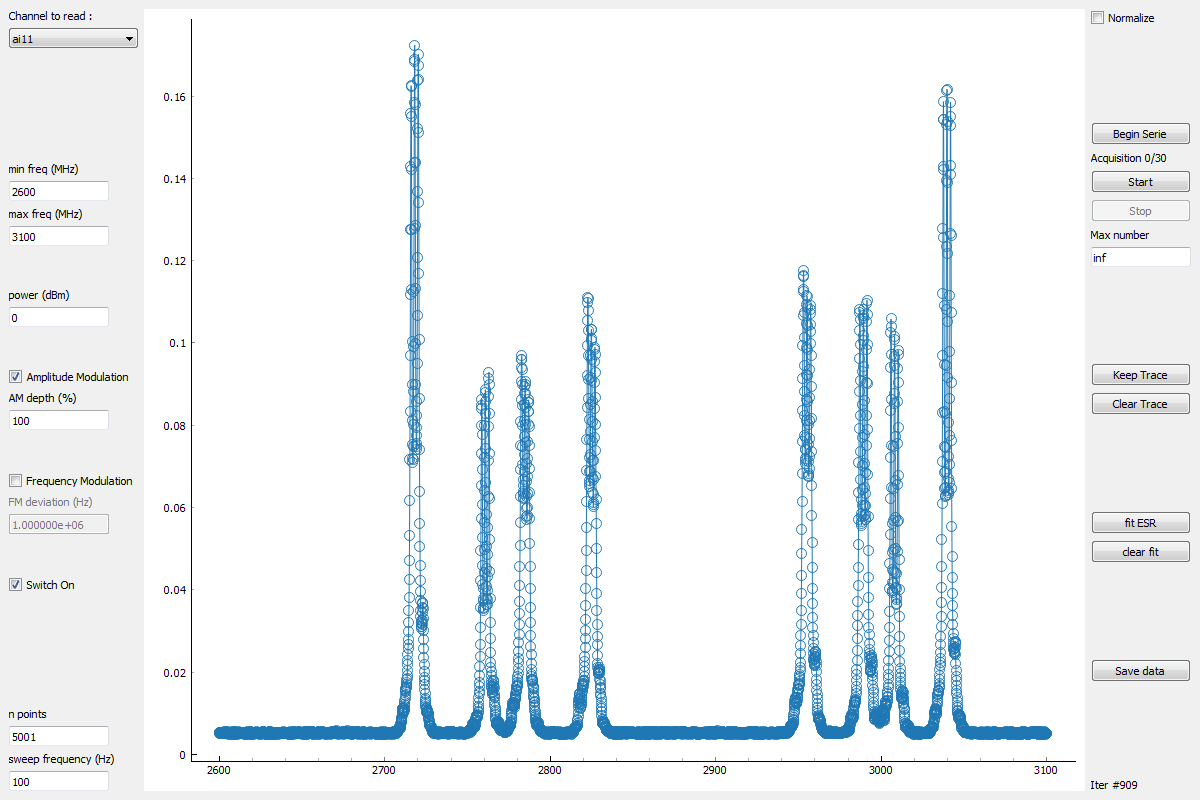 Channel to read :
ai11
min freq (MHz)
2600
max freq (MHz)
3100
power (dBm)
0
Amplitude Modulation
AM depth (%)
100
Frequency Modulation
FM deviation (Hz)
1.000000e+06
Switch On
n points
5001
sweep frequency (Hz)
100
0.16
0.14
0.12
0.1
0.08
0.06
0.04
0.02
0
2600 2700 2800 2900 3000 3100
Normalize
Begin Serie
Acquisition 0/30
Start
Stop
Max number
inf
Keep Trace
Clear Trace
fit ESR
clear fit
Save data
Iter #909